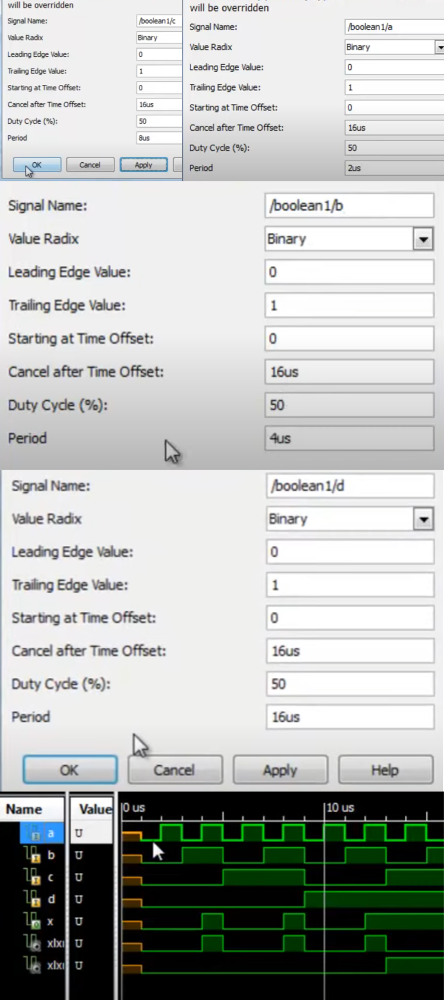 will be overridden
Signal Name: /boolean1/c
Value Radix Binary
Leading Edge Value: 0
Trailing Edge Value: 1
Starting at Time Offset: 0
Cancel after Time Offset: 16us
Duty Cycle (%): 50
Period 8us
OK Cancel Apply
will be overridden
Signal Name: /boolean1/a
Value Radix Binary
Leading Edge Value: 0
Trailing Edge Value: 1
Starting at Time Offset: 0
Cancel after Time Offset: 16us
Duty Cycle (%): 50
Period 2us
Signal Name: /boolean1/b
Value Radix Binary
Leading Edge Value: 0
Trailing Edge Value: 1
Starting at Time Offset: 0
Cancel after Time Offset: 16us
Duty Cycle (%): 50
Period 4us
Signal Name: /boolean1/d
Value Radix Binary
Leading Edge Value: 0
Trailing Edge Value: 1
Starting at Time Offset: 0
Cancel after Time Offset: 16us
Duty Cycle (%): 50
Period 16us
OK Cancel Apply Help
Name Value 0 us 10 us
a U
b U
c U
d U
x U
xlx U
xlx U